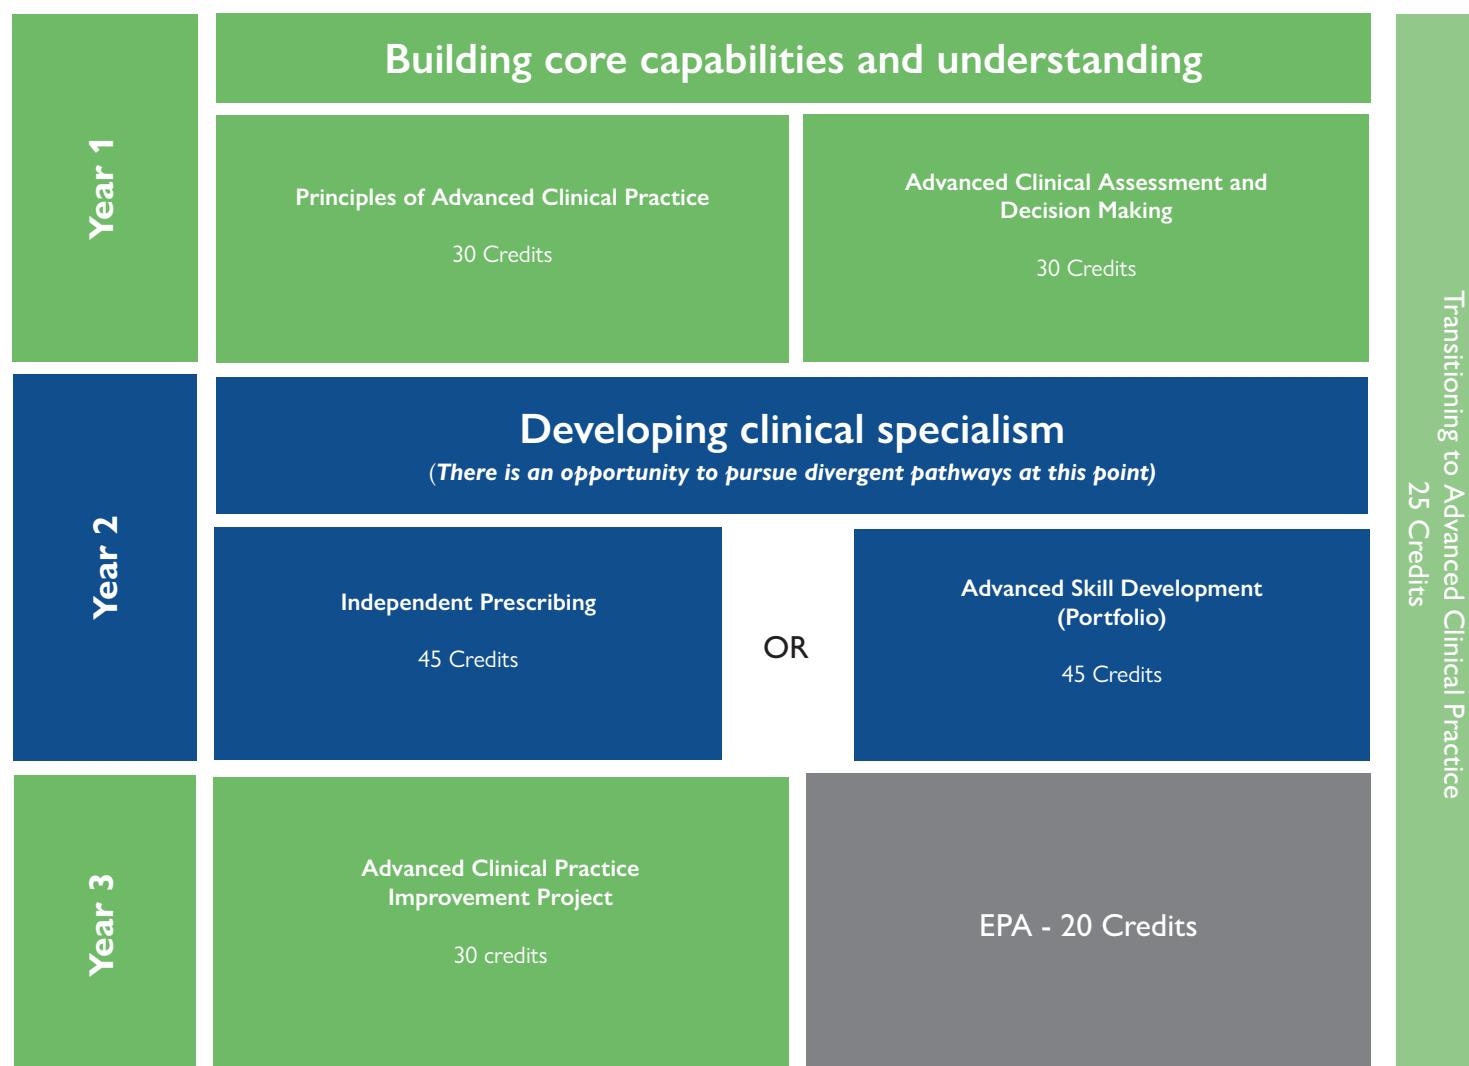 Year 1
Building core capabilities and understanding
Principles of Advanced Clinical Practice
30 Credits
Advanced Clinical Assessment and
Decision Making
30 Credits
Year 2
Developing clinical specialism
(There is an opportunity to pursue divergent pathways at this point)
Independent Prescribing
45 Credits
OR
Advanced Skill Development
(Portfolio)
45 Credits
Year 3
Advanced Clinical Practice
Improvement Project
30 credits
EPA - 20 Credits
Transitioning to Advanced Clinical Practice
25 Credits